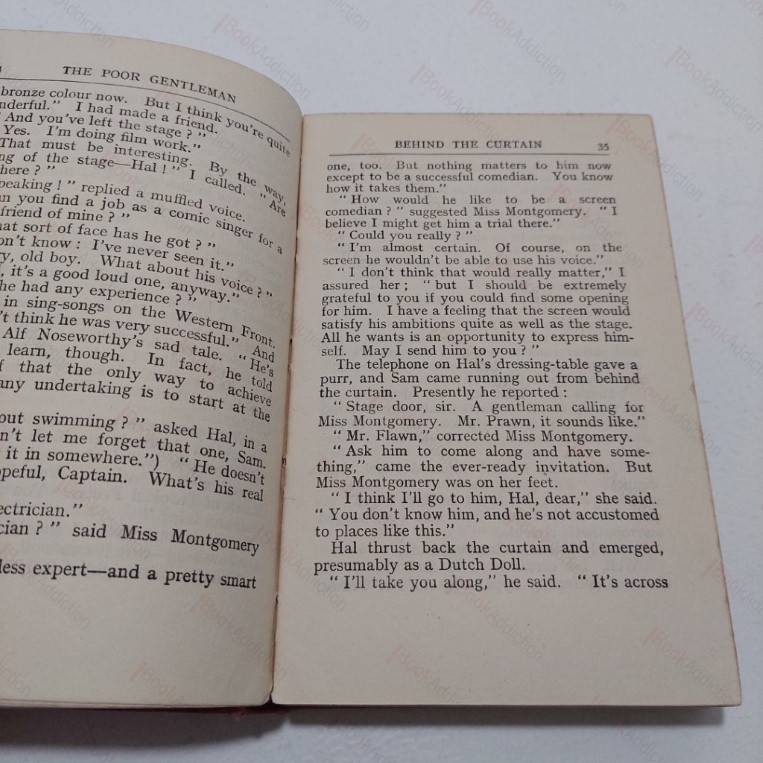 THE POOR GENTLEMAN
bronze colour now. But I think you're quite
nderful." I had made a friend.
And you've left the stage ? "
Yes. I'm doing film work."
That must be interesting. By the way,
ng of the stage—Hal ! " I called. " Are
here ? "
peaking ! " replied a muffled voice.
an you find a job as a comic singer for a
friend of mine ? "
hat sort of face has he got ? "
on't know : I've never seen it."
ry, old boy. What about his voice ? "
, it's a good loud one, anyway."
he had any experience ? "
in sing-songs on the Western Front.
't think he was very successful." And
Alf Noseworthy's sad tale. " He's
learn, though. In fact, he told
f that the only way to achieve
any undertaking is to start at the
out swimming ? " asked Hal, in a
n't let me forget that one, Sam.
it in somewhere.") " He doesn't
opeful, Captain. What's his real
ectrician."
cian ? " said Miss Montgomery
less expert—and a pretty smart
BEHIND THE CURTAIN 35
one, too. But nothing matters to him now
except to be a successful comedian. You know
how it takes them."
" How would he like to be a screen
comedian ? " suggested Miss Montgomery. " I
believe I might get him a trial there."
" Could you really ? "
" I'm almost certain. Of course, on the
screen he wouldn't be able to use his voice."
" I don't think that would really matter," I
assured her ; " but I should be extremely
grateful to you if you could find some opening
for him. I have a feeling that the screen would
satisfy his ambitions quite as well as the stage.
All he wants is an opportunity to express him-
self. May I send him to you ? "
The telephone on Hal's dressing-table gave a
purr, and Sam came running out from behind
the curtain. Presently he reported :
" Stage door, sir. A gentleman calling for
Miss Montgomery. Mr. Prawn, it sounds like."
" Mr. Flawn," corrected Miss Montgomery.
" Ask him to come along and have some-
thing," came the ever-ready invitation. But
Miss Montgomery was on her feet.
" I think I'll go to him, Hal, dear," she said.
" You don't know him, and he's not accustomed
to places like this."
Hal thrust back the curtain and emerged,
presumably as a Dutch Doll.
" I'll take you along," he said. " It's across